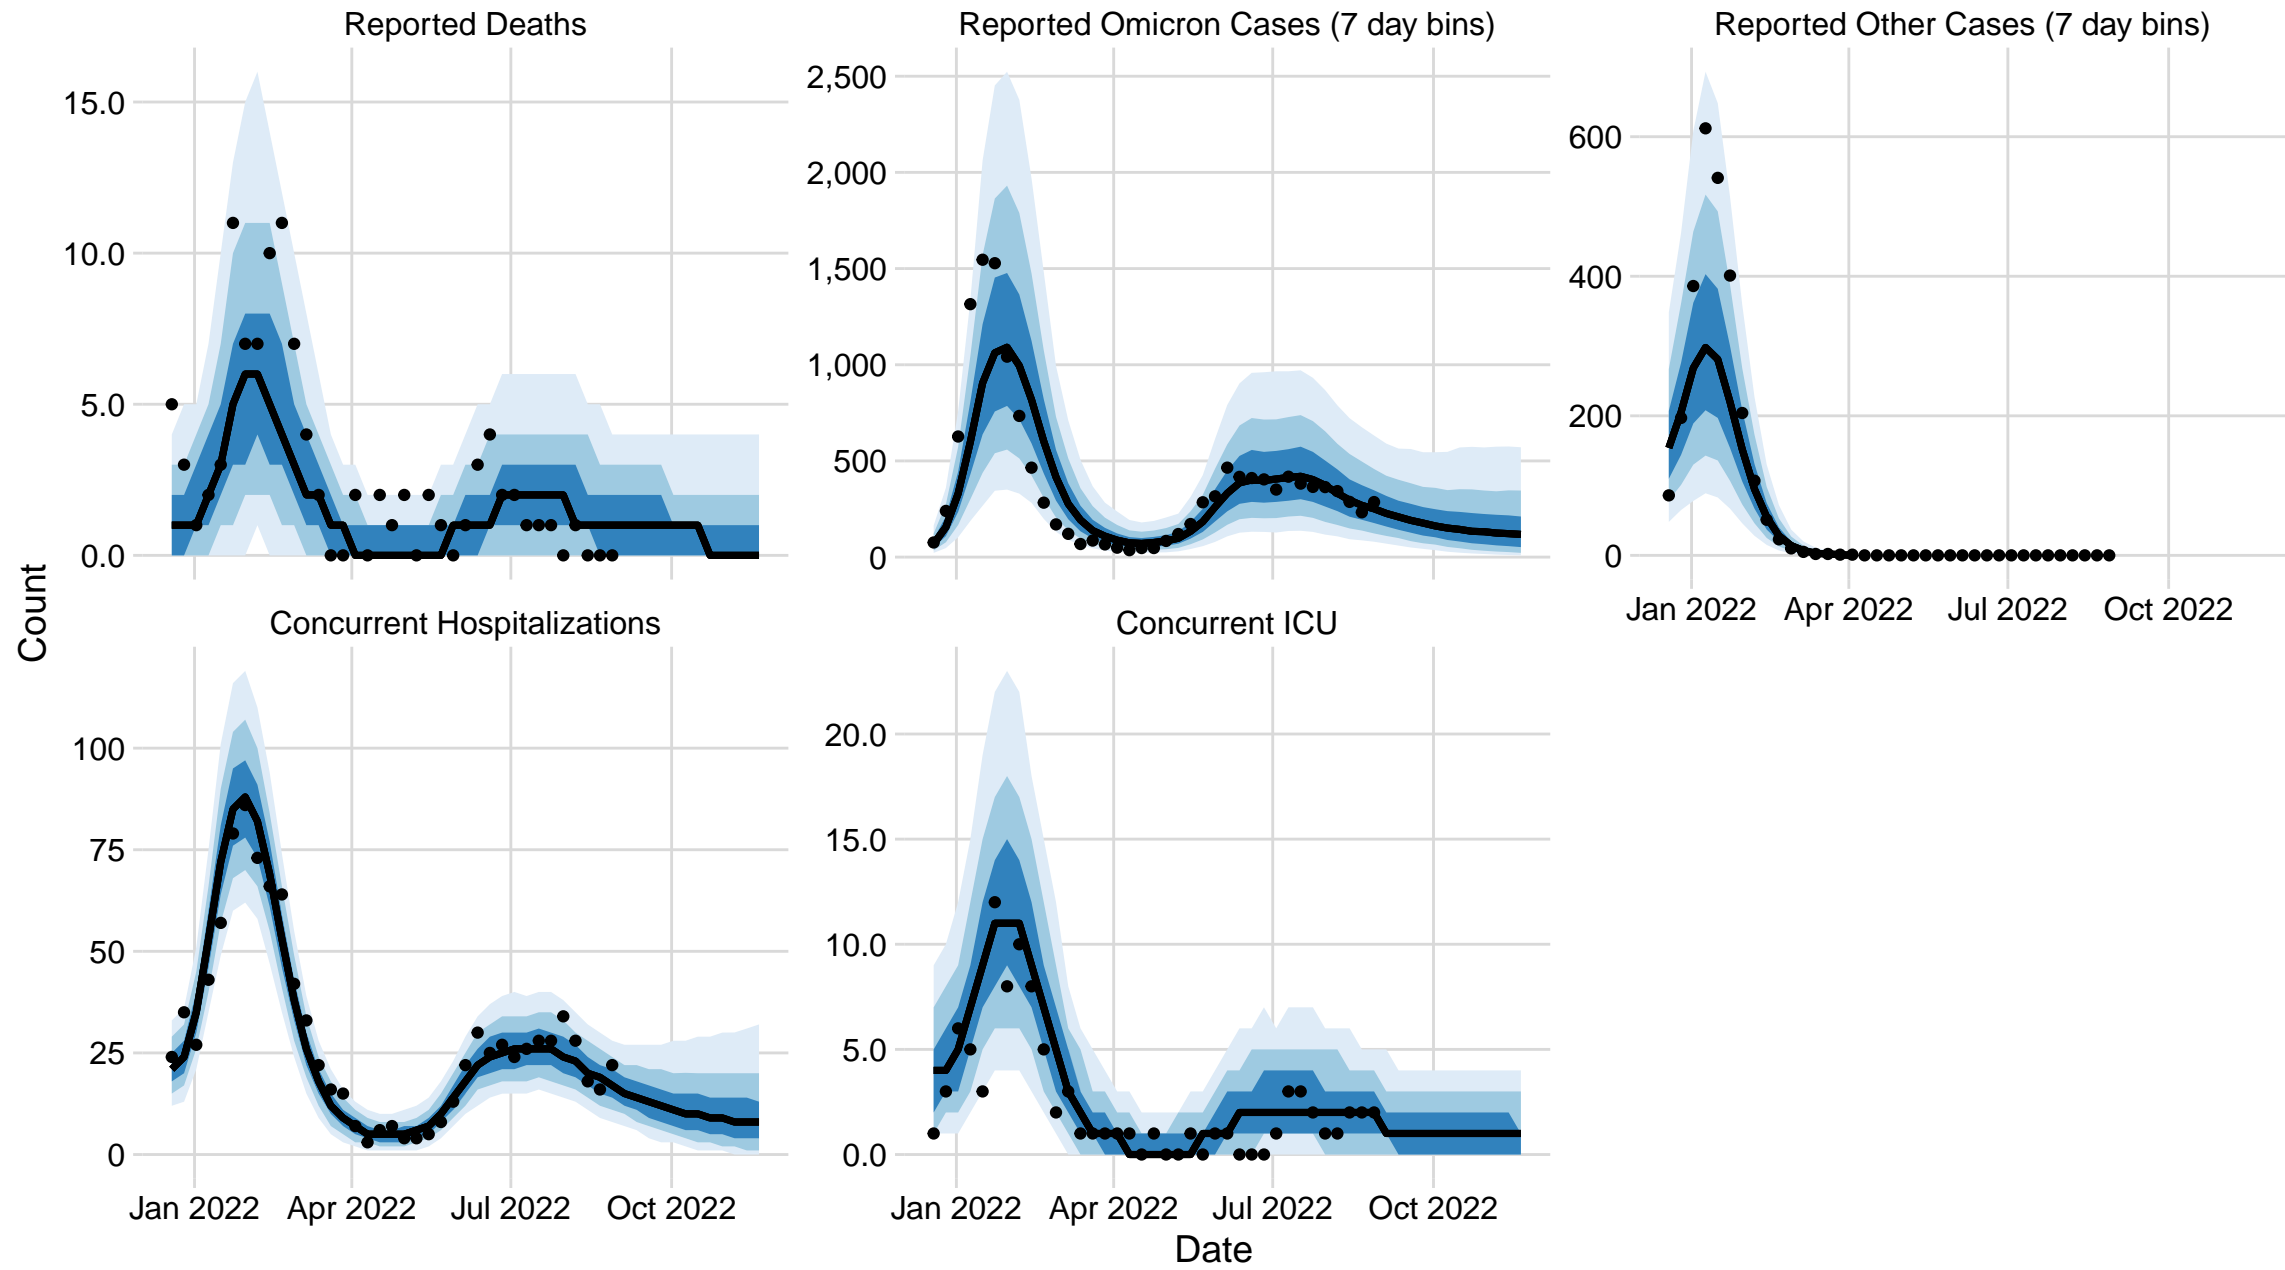 Reported Deaths
Reported Omicron Cases (7 day bins)
Reported Other Cases (7 day bins)
15.0
10.0
5.0
0.0
2,500
2,000
1,500
1,000
500
0
600
400
200
0
Jan 2022 Apr 2022 Jul 2022 Oct 2022
Count
Concurrent Hospitalizations
Concurrent ICU
100
75
50
25
0
20.0
15.0
10.0
5.0
0.0
Jan 2022 Apr 2022 Jul 2022 Oct 2022
Jan 2022 Apr 2022 Jul 2022 Oct 2022
Date